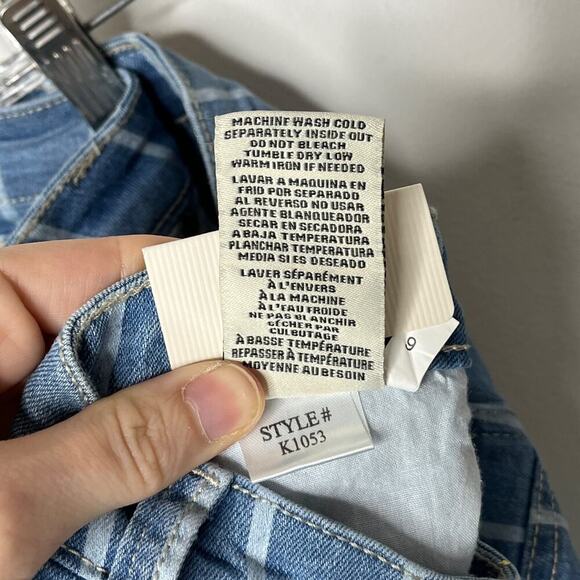 MACHINE WASH COLD
SEPARATELY INSIDE OUT
DO NOT BLEACH
TUMBLE DRY LOW
WARM IRON IF NEEDED
LAVAR A MAQUINA EN
FRIO POR SEPARADO
AL REVERSO NO USAR
AGENTE BLANQUEADOR
SECAR EN SECADORA
A BAJA TEMPERATURA
PLANCHAR TEMPERATURA
MEDIA SI ES DESEADO
LAVER SÉPARÉMENT
À L'ENVERS
À LA MACHINE
À L'EAU FROIDE
NE PAS BLANCHIR
GÉCHER PAR
CULBUTAGE
À BASSE TEMPÉRATURE
REPASSER À TEMPÉRATURE
MOYENNE AU BESOIN
STYLE#
K1053